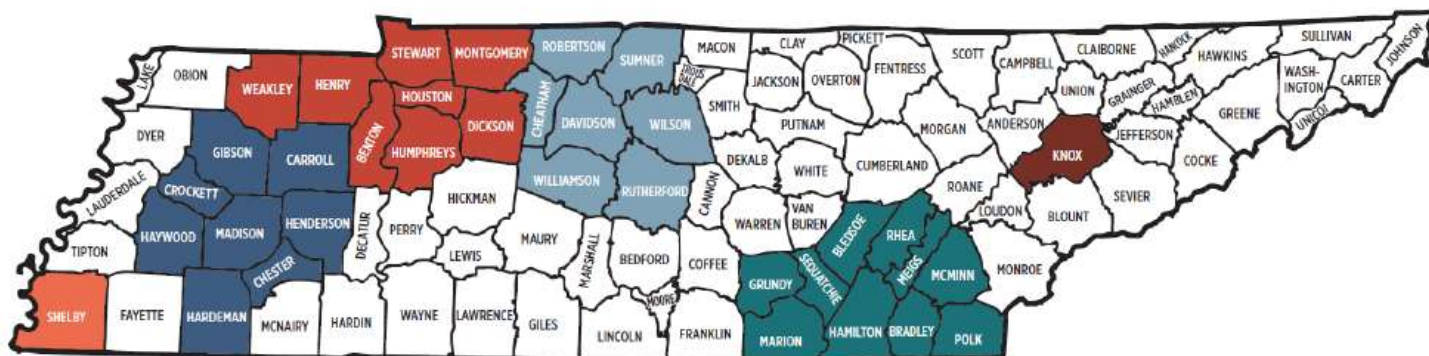 LAKE
OBION
WEAKLEY
HENRY
STEWART
MONTGOMERY
ROBERTSON
SUMNER
MACON
CLAY
PICKETT
SCOTT
CAMPBELL
CLAIBORNE
HANCOCK
HAWKINS
SULLIVAN
JOHNSON
DYER
GIBSON
CARROLL
BENTON
HOUSTON
HUMPHREYS
DICKSON
CHEATHAM
DAVIDSON
WILSON
TROUS
DALE
SMITH
JACKSON
OVERTON
FENTRESS
PUTNAM
MORGAN
ANDERSON
UNION
GRAINGER
HAMBLEN
GREENE
WASH-
INGTON
UNICOI
CARTER
LAUDERDALE
CROCKETT
HAYWOOD
MADISON
HENDERSON
DECATUR
PERRY
HICKMAN
WILLIAMSON
RUTHERFORD
CANNON
DEKALB
WHITE
CUMBERLAND
ROANE
KNOX
JEFFERSON
COCKE
SEVIER
BLOUNT
LOUDON
TIPTON
CHESTER
LEWIS
MAURY
MARSHALL
BEDFORD
COFFEE
WARREN
VAN
BUREN
BLEDSOE
RHEA
MEIGS
MCMINN
MONROE
SHELBY
FAYETTE
HARDEMAN
MCNAIRY
HARDIN
WAYNE
LAWRENCE
GILES
LINCOLN
MOORE
FRANKLIN
GRUNDY
SEQUATCHIE
MARION
HAMILTON
BRADLEY
POLK